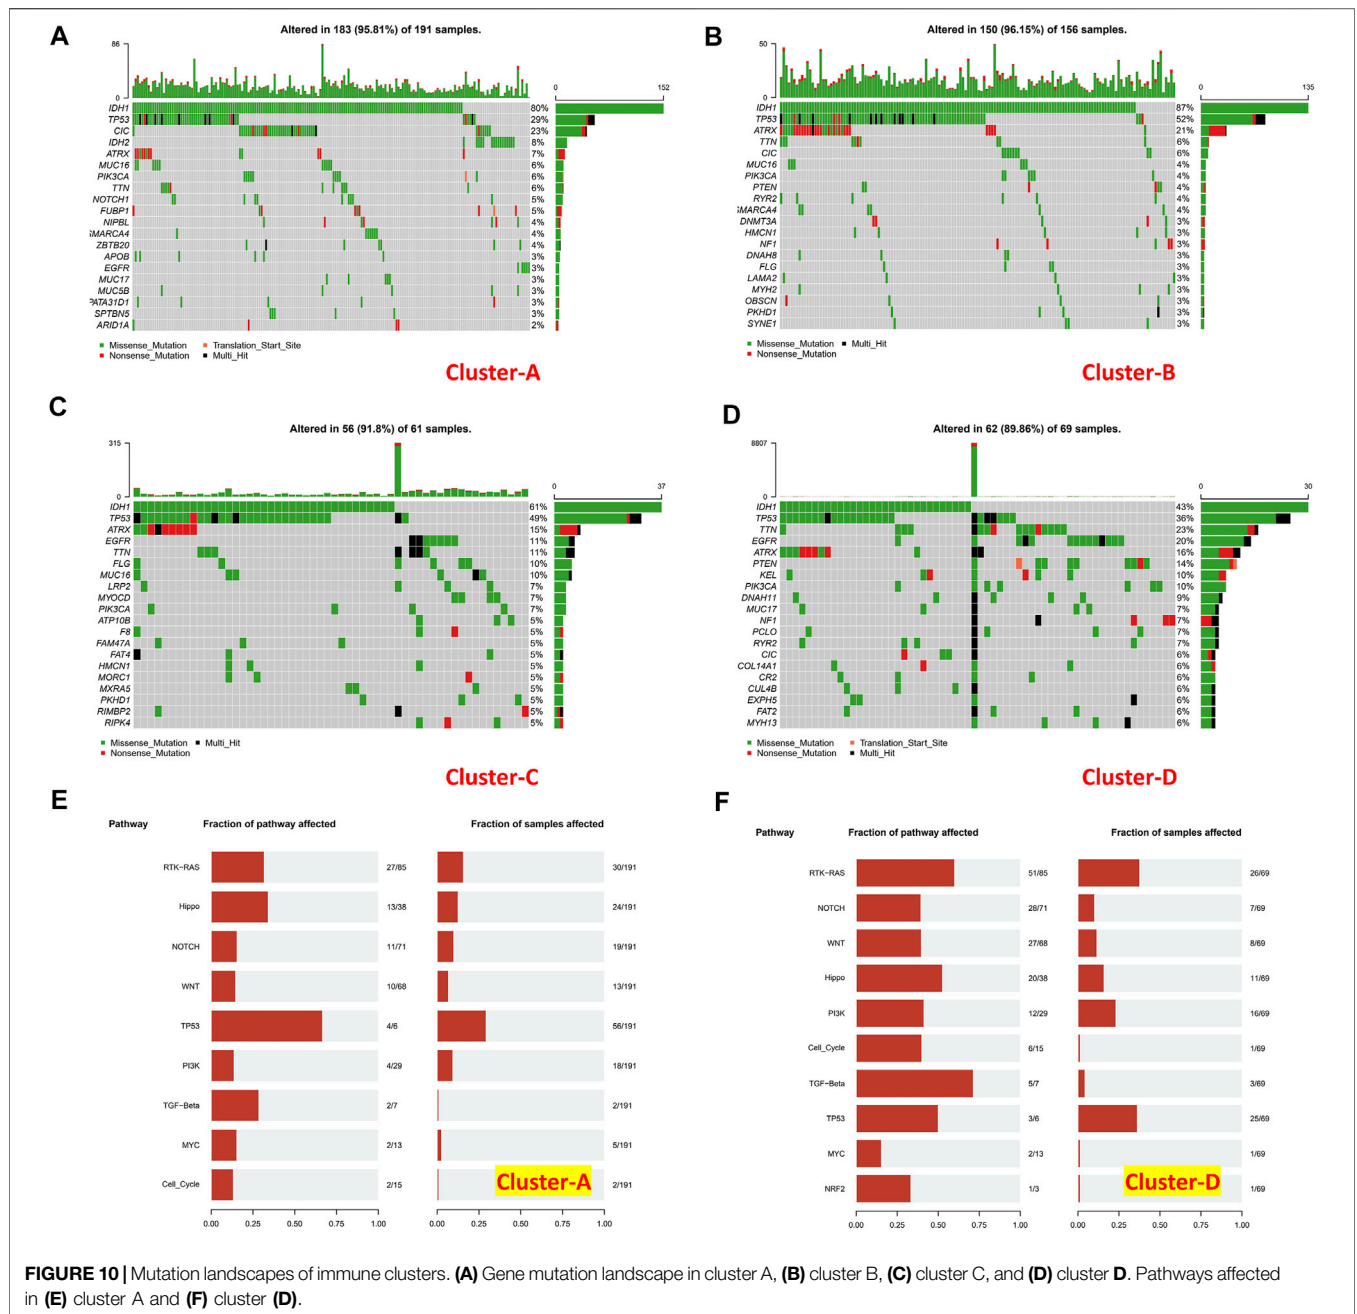 A
Altered in 183 (95.81%) of 191 samples.
86
0
0 152
IDH1 80%
TP53 29%
CIC 23%
IDH2 8%
ATRX 7%
MUC16 6%
PIK3CA 6%
TTN 6%
NOTCH1 5%
FUBP1 5%
NIPBL 4%
SMARCA4 4%
ZBTB20 4%
APOB 3%
EGFR 3%
MUC17 3%
MUC5B 3%
PATA31D1 3%
SPTBN5 3%
ARID1A 2%
Missense_Mutation Translation_Start_Site
Nonsense_Mutation Multi_Hit
Cluster-A
B
Altered in 150 (96.15%) of 156 samples.
50
0
0 135
IDH1 87%
TP53 52%
ATRX 21%
TTN 6%
CIC 6%
MUC16 4%
PIK3CA 4%
PTEN 4%
RYR2 4%
SMARCA4 4%
DNMT3A 3%
HMCN1 3%
NF1 3%
DNAH8 3%
FLG 3%
LAMA2 3%
MYH2 3%
OBSCN 3%
PKHD1 3%
SYNE1 3%
Missense_Mutation Multi_Hit
Nonsense_Mutation
Cluster-B
C
Altered in 56 (91.8%) of 61 samples.
315
0
0 37
IDH1 61%
TP53 49%
ATRX 15%
EGFR 11%
TTN 11%
FLG 10%
MUC16 10%
LRP2 7%
MYOCD 7%
PIK3CA 7%
ATP10B 5%
F8 5%
FAM47A 5%
FAT4 5%
HMCN1 5%
MORC1 5%
MXRA5 5%
PKHD1 5%
RIMBP2 5%
RIPK4 5%
Missense_Mutation Multi_Hit
Nonsense_Mutation
Cluster-C
D
Altered in 62 (89.86%) of 69 samples.
8807
0
0 30
IDH1 43%
TP53 36%
TTN 23%
EGFR 20%
ATRX 16%
PTEN 14%
KEL 10%
PIK3CA 10%
DNAH11 9%
MUC17 7%
NF1 7%
PCLO 7%
RYR2 7%
CIC 6%
COL14A1 6%
CR2 6%
CUL4B 6%
EXPH5 6%
FAT2 6%
MYH13 6%
Missense_Mutation Translation_Start_Site
Nonsense_Mutation Multi_Hit
Cluster-D
E
Pathway Fraction of pathway affected Fraction of samples affected
RTK-RAS 27/85 30/191
Hippo 13/38 24/191
NOTCH 11/71 19/191
WNT 10/68 13/191
TP53 4/6 56/191
PI3K 4/29 18/191
TGF-Beta 2/7 2/191
MYC 2/13 5/191
Cell_Cycle 2/15 2/191
Cluster-A
0.00 0.25 0.50 0.75 1.00 0.00 0.25 0.50 0.75 1.00
F
Pathway Fraction of pathway affected Fraction of samples affected
RTK-RAS 51/85 26/69
NOTCH 28/71 7/69
WNT 27/68 8/69
Hippo 20/38 11/69
PI3K 12/29 16/69
Cell_Cycle 6/15 1/69
TGF-Beta 5/7 3/69
TP53 3/6 25/69
MYC 2/13 1/69
NRF2 1/3 1/69
Cluster-D
0.00 0.25 0.50 0.75 1.00 0.00 0.25 0.50 0.75 1.00
FIGURE 10 | Mutation landscapes of immune clusters. (A) Gene mutation landscape in cluster A, (B) cluster B, (C) cluster C, and (D) cluster D. Pathways affected
in (E) cluster A and (F) cluster (D).